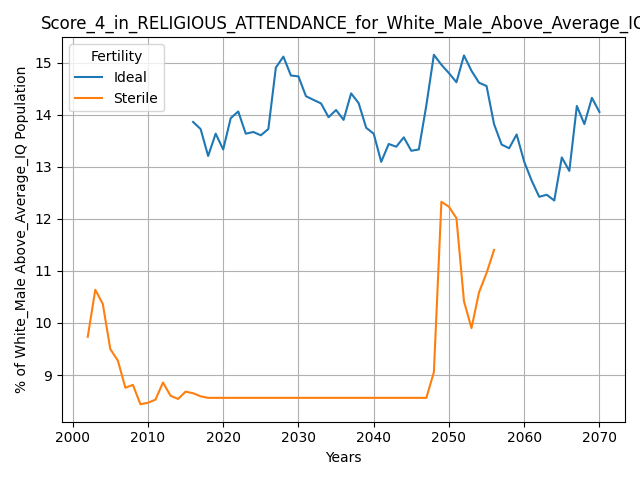 Score_4_in_RELIGIOUS_ATTENDANCE_for_White_Male_Above_Average_IQ
Fertility
Ideal
Sterile
% of White_Male Above_Average_IQ Population
15
14
13
12
11
10
9
2000 2010 2020 2030 2040 2050 2060 2070
Years